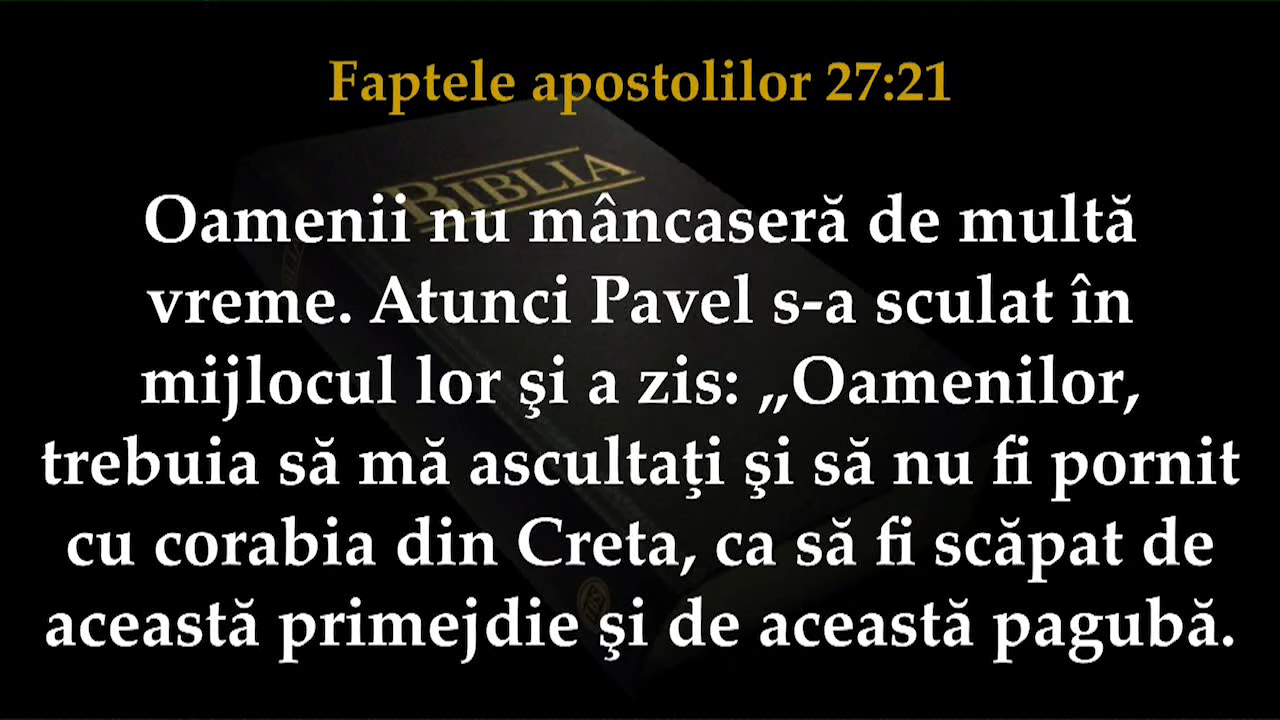 Faptele apostolilor 27:21
BIBLIA
Oamenii nu mâncaseră de multă
vreme. Atunci Pavel s-a sculat în
mijlocul lor şi a zis: „Oamenilor,
trebuia să mă ascultaţi şi să nu fi pornit
cu corabia din Creta, ca să fi scăpat de
această primejdie şi de această pagubă.